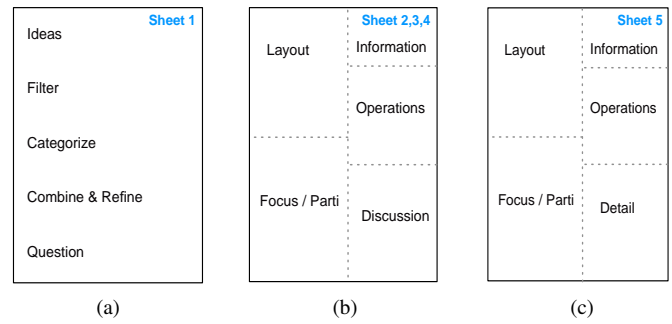 Sheet 1
Ideas
Filter
Categorize
Combine & Refine
Question
(a)
Sheet 2,3,4
Layout
Information
Operations
Focus / Parti
Discussion
(b)
Sheet 5
Layout
Information
Operations
Focus / Parti
Detail
(c)